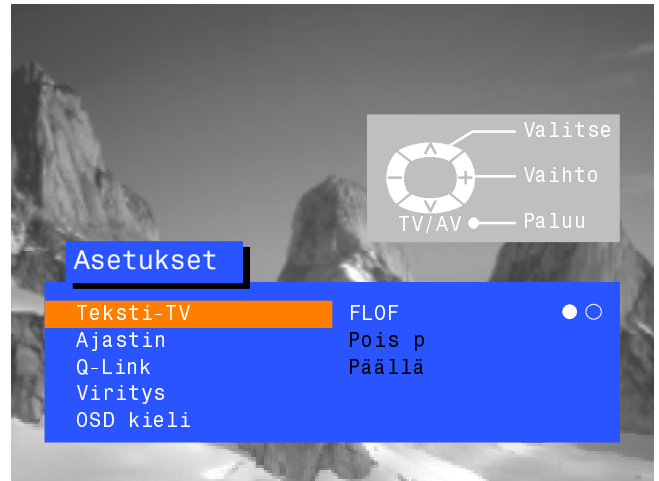 Valitse
Vaihto
TV/AV Paluu
Asetukset
Teksti-TV FLOF
Ajastin Pois p
Q-Link Päällä
Viritys
OSD kieli